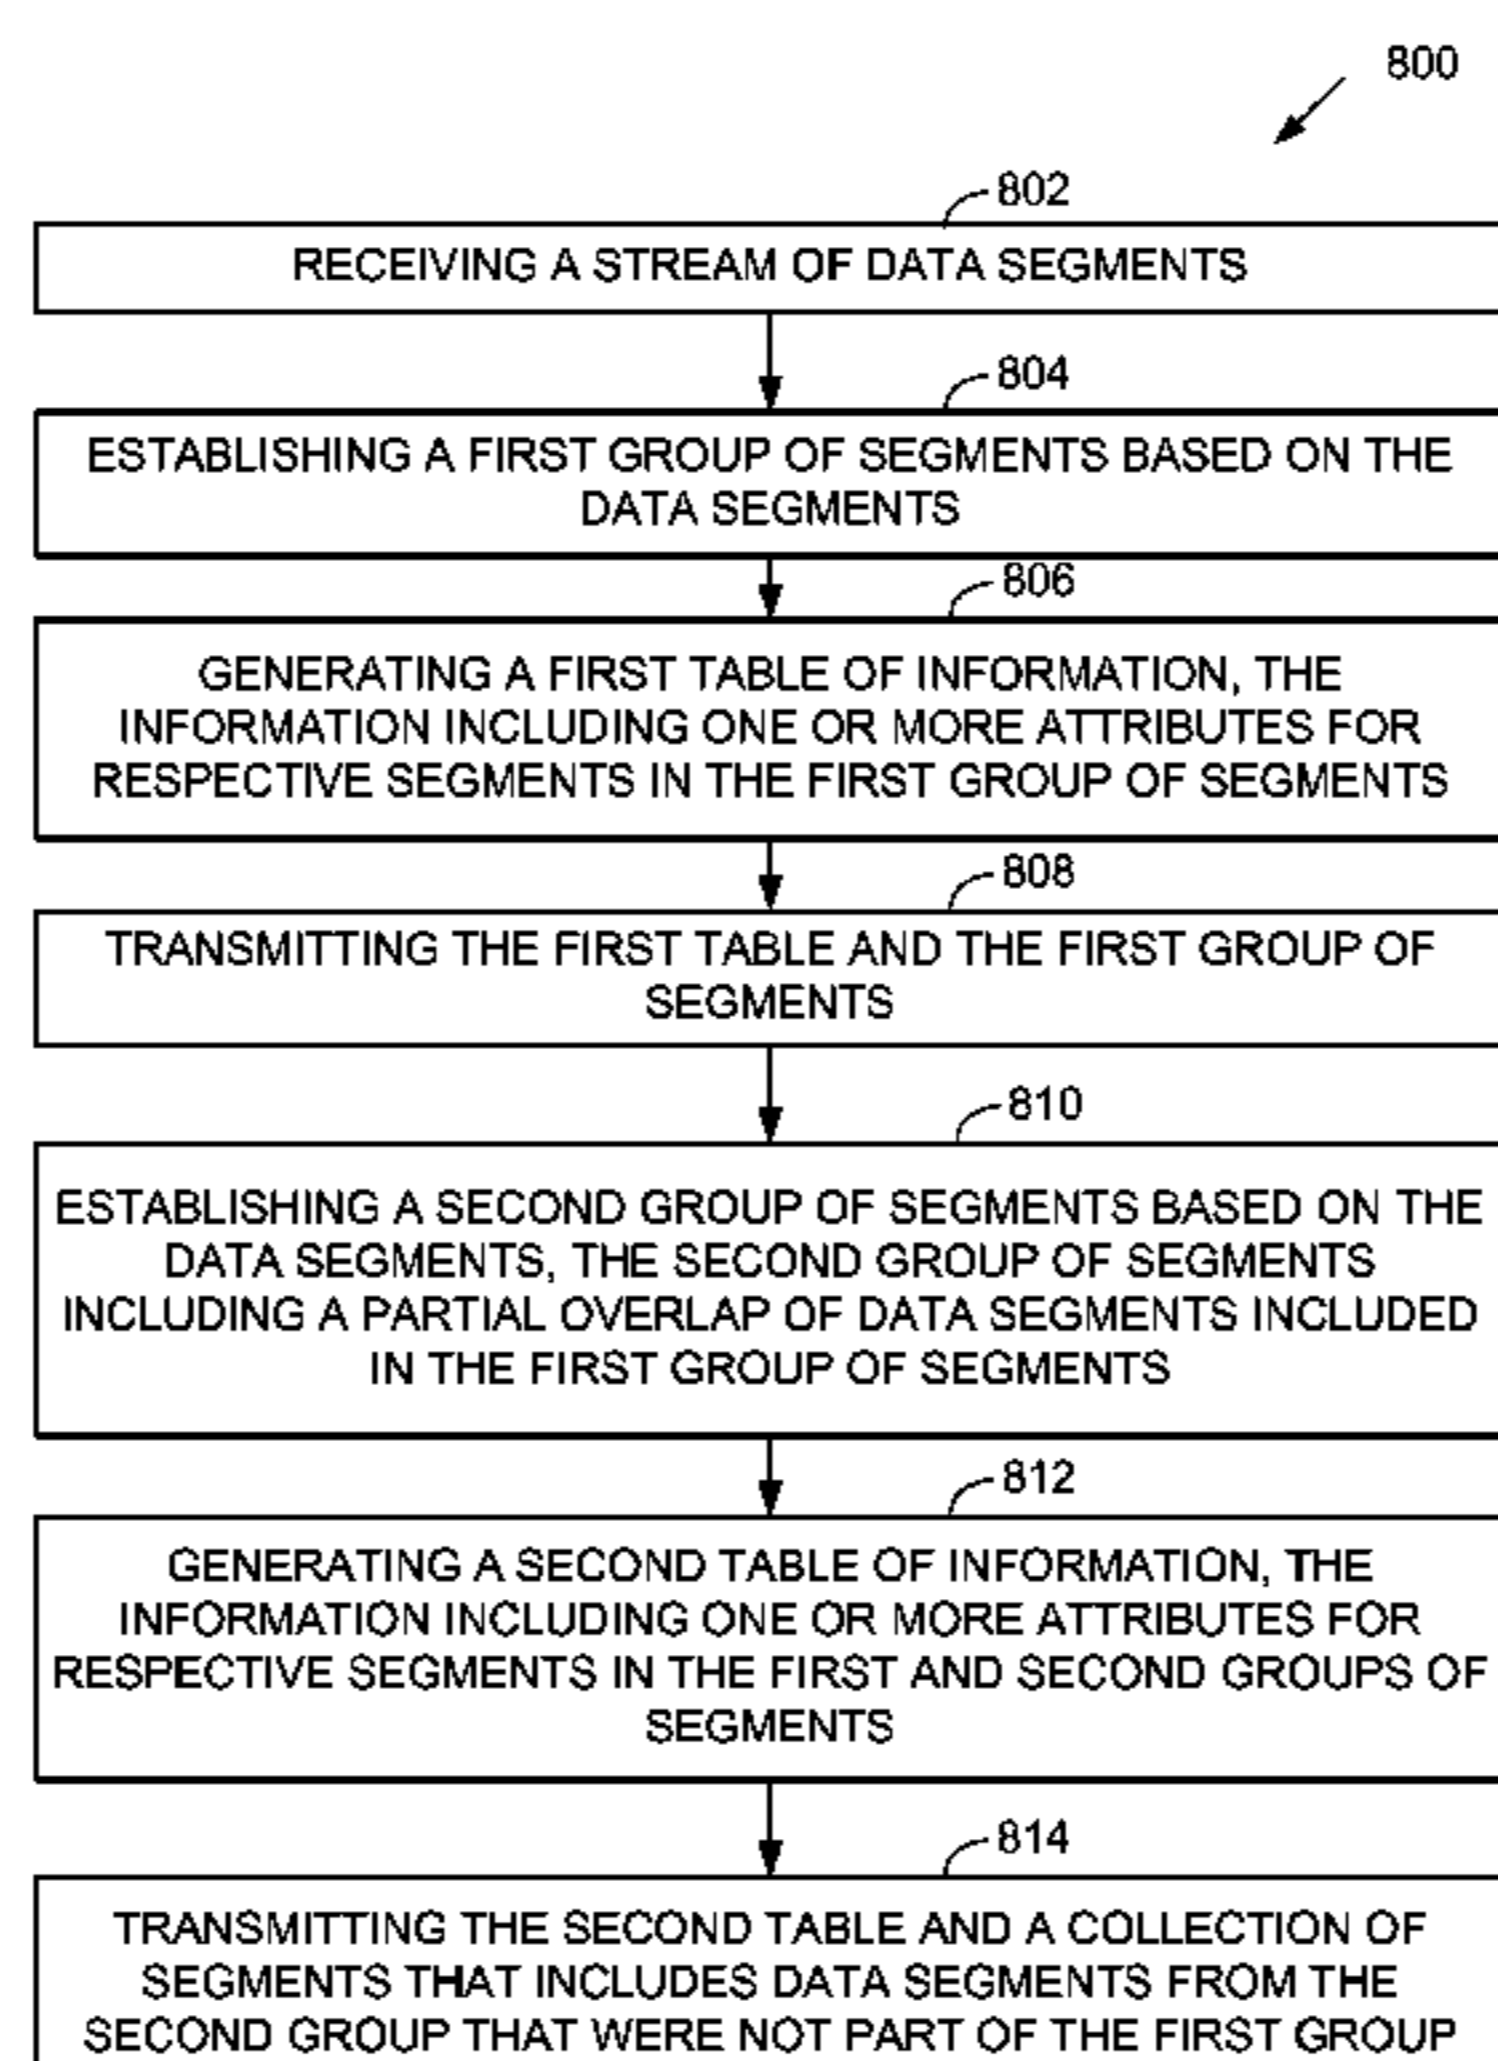 800
802
RECEIVING A STREAM OF DATA SEGMENTS
804
ESTABLISHING A FIRST GROUP OF SEGMENTS BASED ON THE
DATA SEGMENTS
806
GENERATING A FIRST TABLE OF INFORMATION, THE
INFORMATION INCLUDING ONE OR MORE ATTRIBUTES FOR
RESPECTIVE SEGMENTS IN THE FIRST GROUP OF SEGMENTS
808
TRANSMITTING THE FIRST TABLE AND THE FIRST GROUP OF
SEGMENTS
810
ESTABLISHING A SECOND GROUP OF SEGMENTS BASED ON THE
DATA SEGMENTS, THE SECOND GROUP OF SEGMENTS
INCLUDING A PARTIAL OVERLAP OF DATA SEGMENTS INCLUDED
IN THE FIRST GROUP OF SEGMENTS
812
GENERATING A SECOND TABLE OF INFORMATION, THE
INFORMATION INCLUDING ONE OR MORE ATTRIBUTES FOR
RESPECTIVE SEGMENTS IN THE FIRST AND SECOND GROUPS OF
SEGMENTS
814
TRANSMITTING THE SECOND TABLE AND A COLLECTION OF
SEGMENTS THAT INCLUDES DATA SEGMENTS FROM THE
SECOND GROUP THAT WERE NOT PART OF THE FIRST GROUP